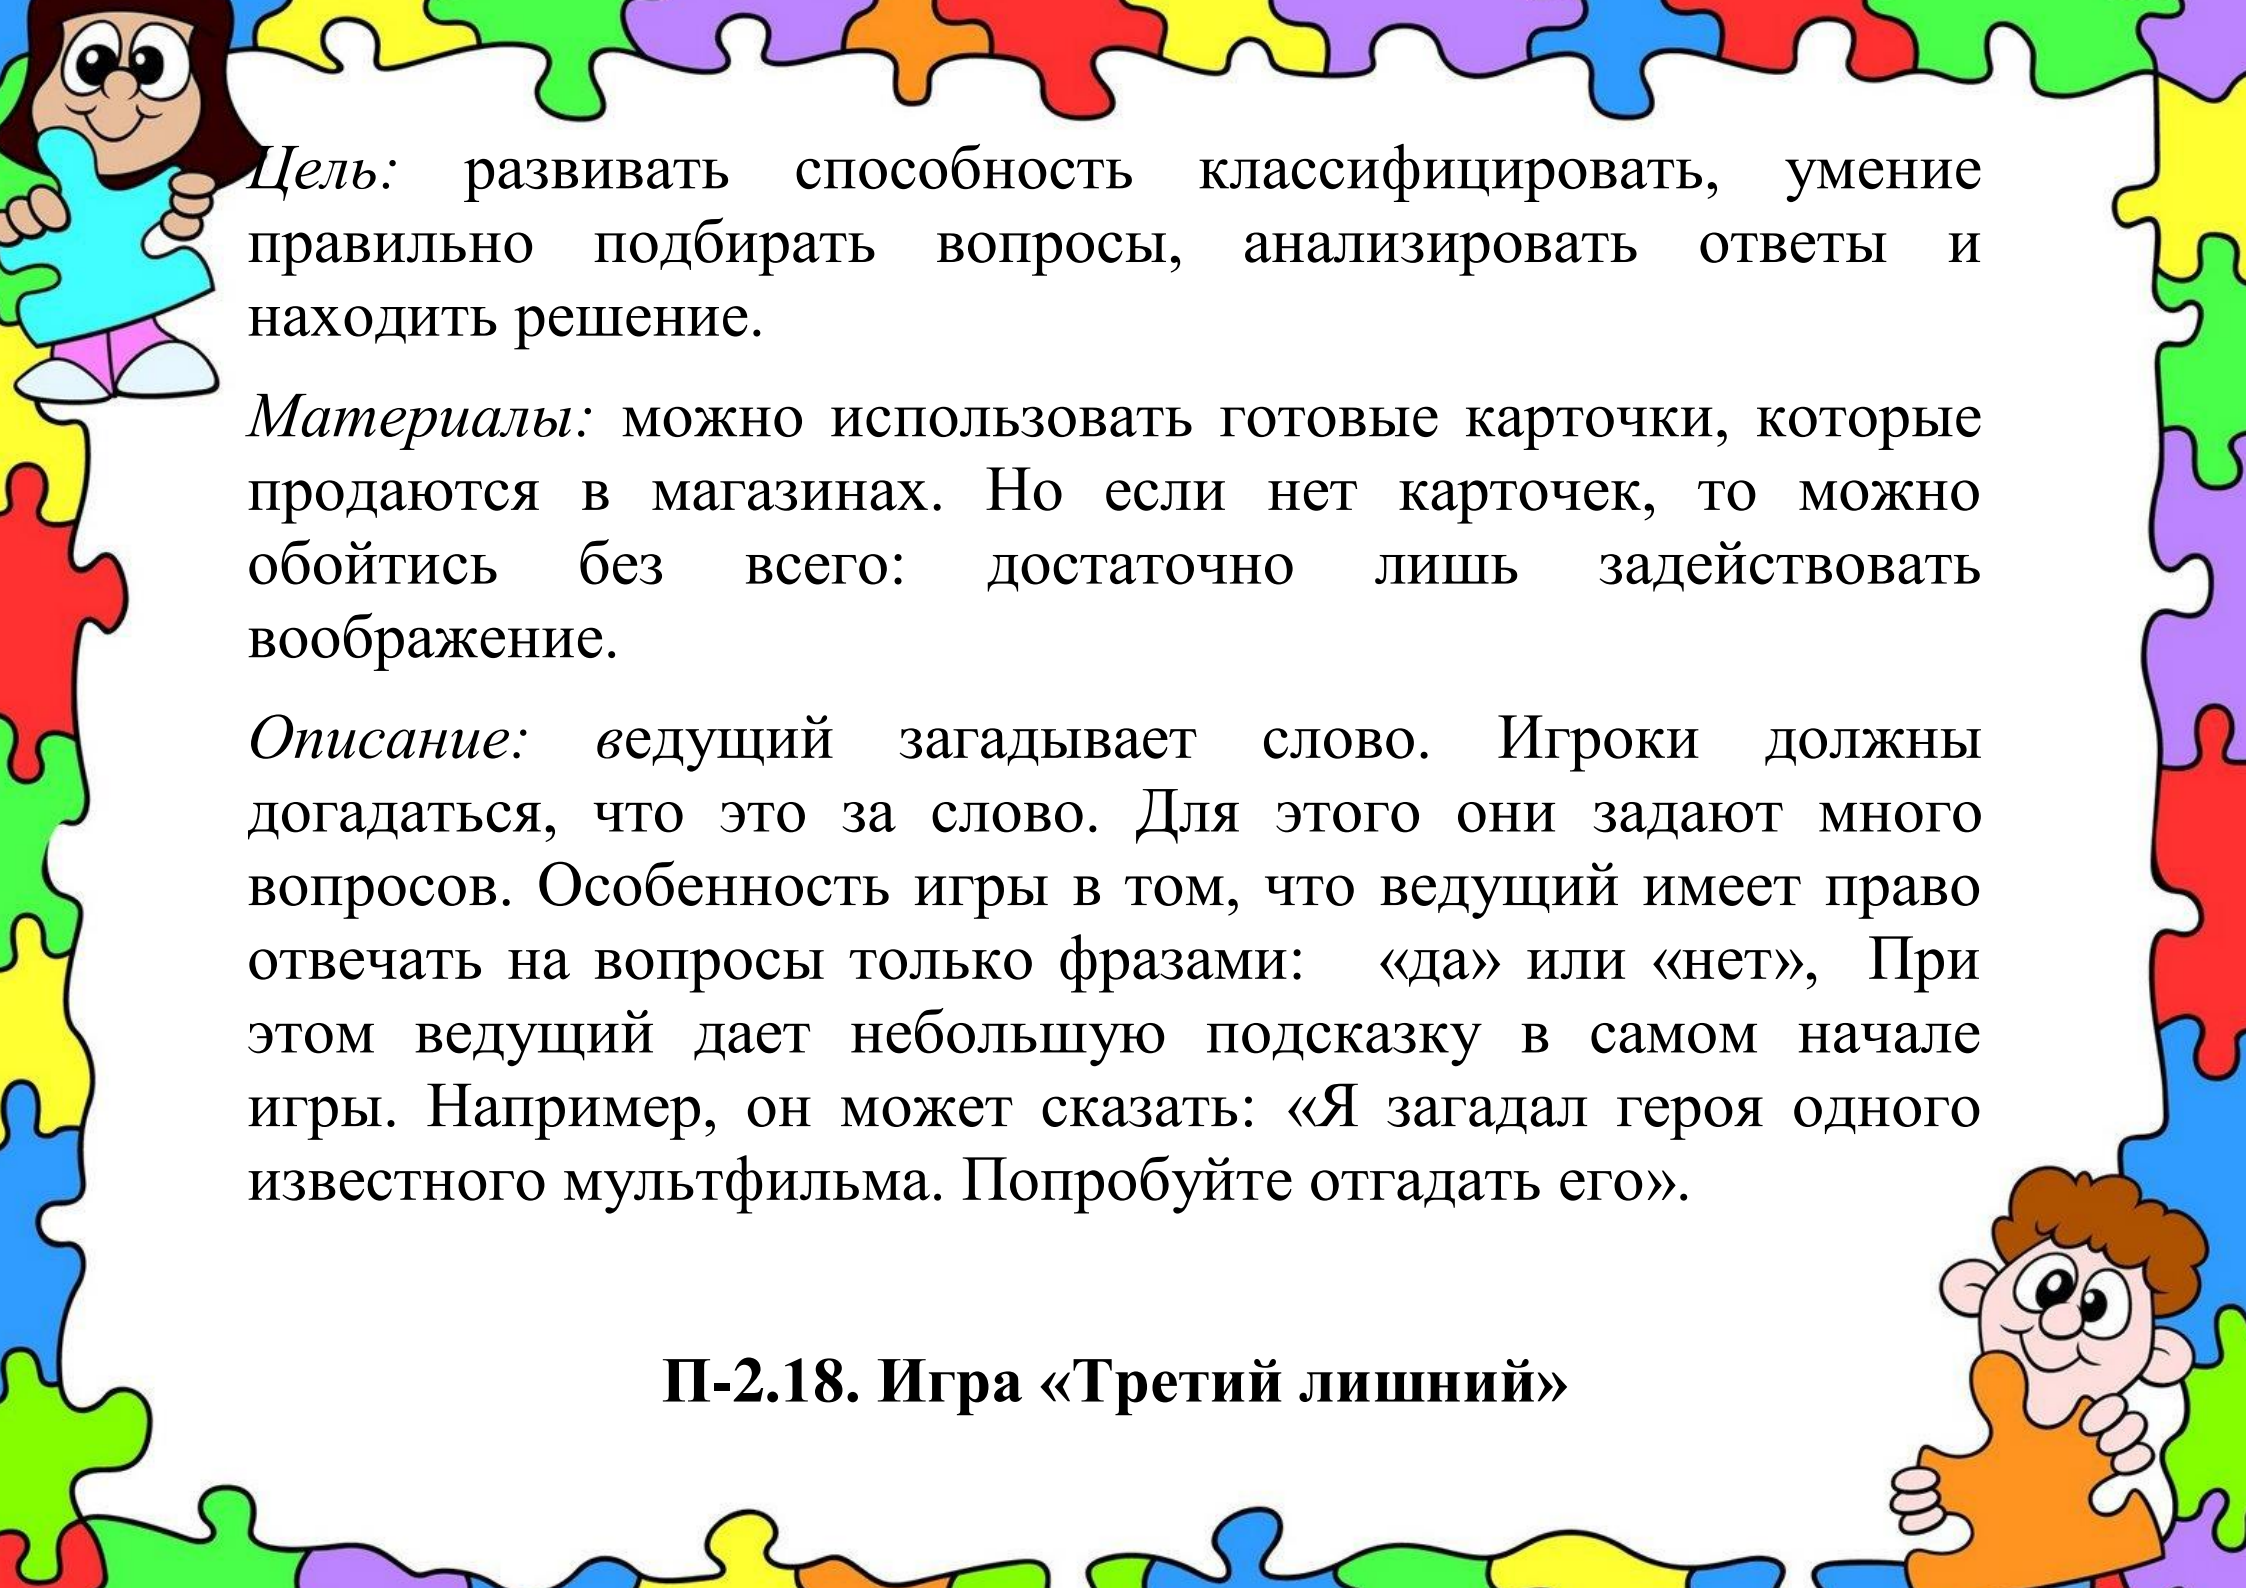 Цель: развивать способность классифицировать, умение
правильно подбирать вопросы, анализировать ответы и
находить решение.
Материалы: можно использовать готовые карточки, которые
продаются в магазинах. Но если нет карточек, то можно
обойтись без всего: достаточно лишь задействовать
воображение.
Описание: ведущий загадывает слово. Игроки должны
догадаться, что это за слово. Для этого они задают много
вопросов. Особенность игры в том, что ведущий имеет право
отвечать на вопросы только фразами: «да» или «нет», При
этом ведущий дает небольшую подсказку в самом начале
игры. Например, он может сказать: «Я загадал героя одного
известного мультфильма. Попробуйте отгадать его».
П-2.18. Игра «Третий лишний»